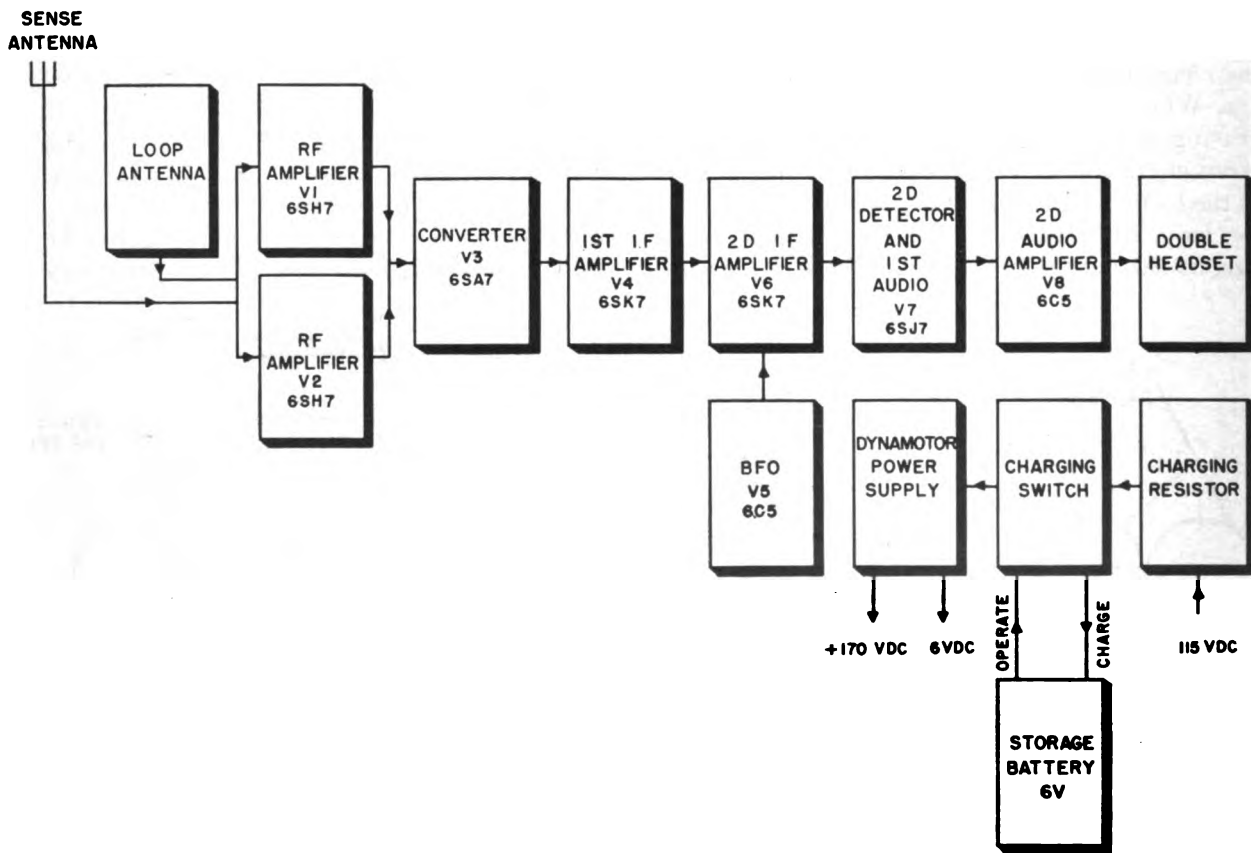 SENSE
ANTENNA
LOOP
ANTENNA
RF
AMPLIFIER
V1
6SH7
RF
AMPLIFIER
V2
6SH7
CONVERTER
V3
6SA7
1ST I.F
AMPLIFIER
V4
6SK7
2D IF
AMPLIFIER
V6
6SK7
2D
DETECTOR
AND
1ST
AUDIO
V7
6SJ7
2D
AUDIO
AMPLIFIER
V8
6C5
DOUBLE
HEADSET
BFO
V5
6C5
DYNAMOTOR
POWER
SUPPLY
CHARGING
SWITCH
CHARGING
RESISTOR
+170 VDC
6VDC
OPERATE
CHARGE
115 VDC
STORAGE
BATTERY
6V